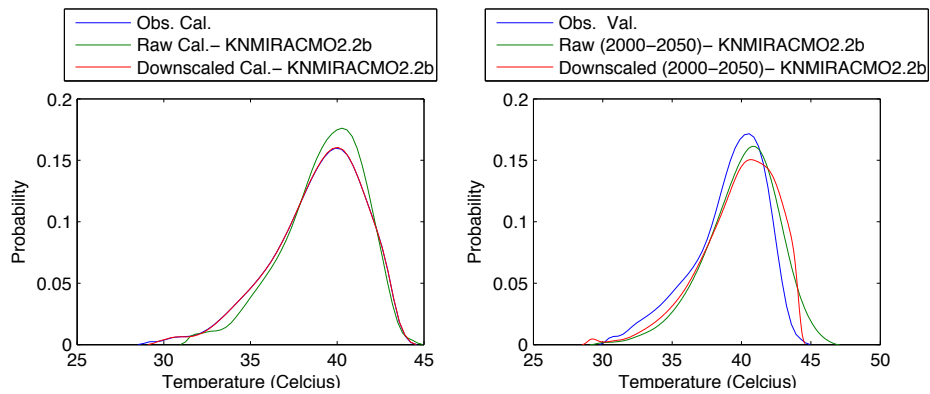 Obs. Cal.
Raw Cal.− KNMIRACMO2.2b
Downscaled Cal.− KNMIRACMO2.2b
0.2
0.15
0.1
0.05
0
Probability
25 30 35 40 45
Temperature (Celcius)
Obs. Val.
Raw (2000−2050)− KNMIRACMO2.2b
Downscaled (2000−2050)− KNMIRACMO2.2b
0.2
0.15
0.1
0.05
0
Probability
25 30 35 40 45 50
Temperature (Celcius)